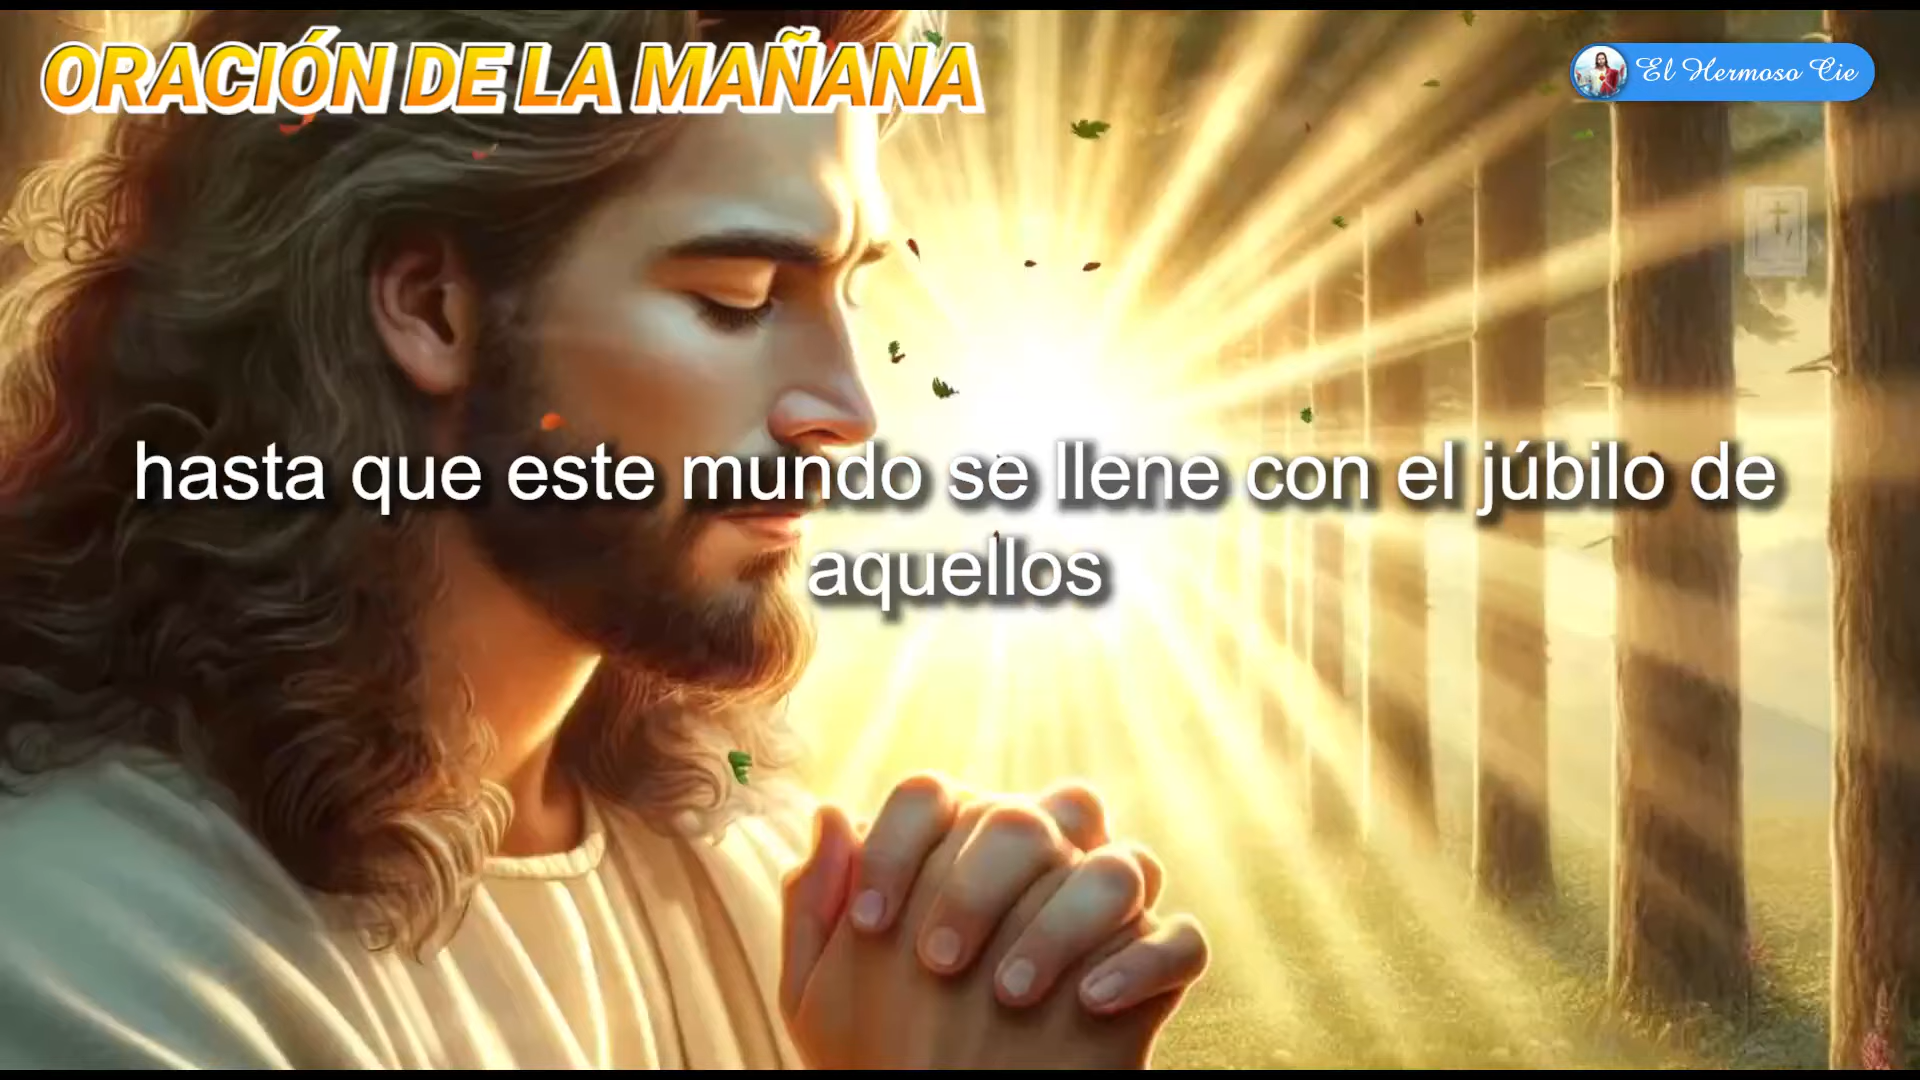 ORACIÓN DE LA MAÑANA
El Hermoso Cie
hasta que este mundo se llene con el júbilo de
aquellos